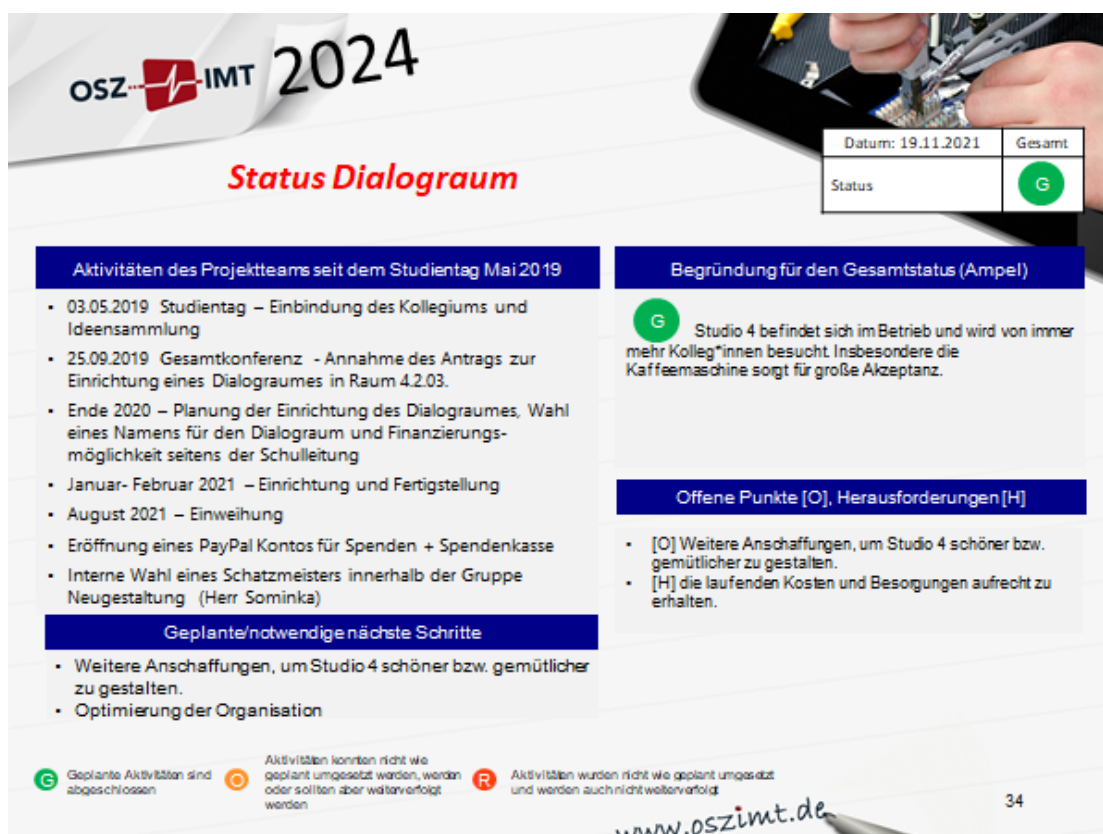 OSZ IMT 2024
Datum: 19.11.2021 Gesamt
Status G
Status Dialograum
Aktivitäten des Projektteams seit dem Studientag Mai 2019
• 03.05.2019 Studientag – Einbindung des Kollegiums und
Ideensammlung
• 25.09.2019 Gesamtkonferenz - Annahme des Antrags zur
Einrichtung eines Dialograumes in Raum 4.2.03.
• Ende 2020 – Planung der Einrichtung des Dialograumes, Wahl
eines Namens für den Dialograum und Finanzierungs-
möglichkeit seitens der Schulleitung
• Januar- Februar 2021 – Einrichtung und Fertigstellung
• August 2021 – Einweihung
• Eröffnung eines PayPal Kontos für Spenden + Spendenkasse
• Interne Wahl eines Schatzmeisters innerhalb der Gruppe
Neugestaltung (Herr Sominka)
Geplante/notwendige nächste Schritte
• Weitere Anschaffungen, um Studio 4 schöner bzw. gemütlicher
zu gestalten.
• Optimierung der Organisation
Begründung für den Gesamtstatus (Ampel)
G Studio 4 befindet sich im Betrieb und wird von immer
mehr Kolleg*innen besucht. Insbesondere die
Kaffeemaschine sorgt für große Akzeptanz.
Offene Punkte [O], Herausforderungen [H]
• [O] Weitere Anschaffungen, um Studio 4 schöner bzw.
gemütlicher zu gestalten.
• [H] die laufenden Kosten und Besorgungen aufrecht zu
erhalten.
G Geplante Aktivitäten sind
abgeschlossen
O Aktivitäten konnten nicht wie
geplant umgesetzt werden, werden
oder sollten aber weiterverfolgt
werden
R Aktivitäten wurden nicht wie geplant umgesetzt
und werden auch nicht weiterverfolgt
34
www.oszimt.de